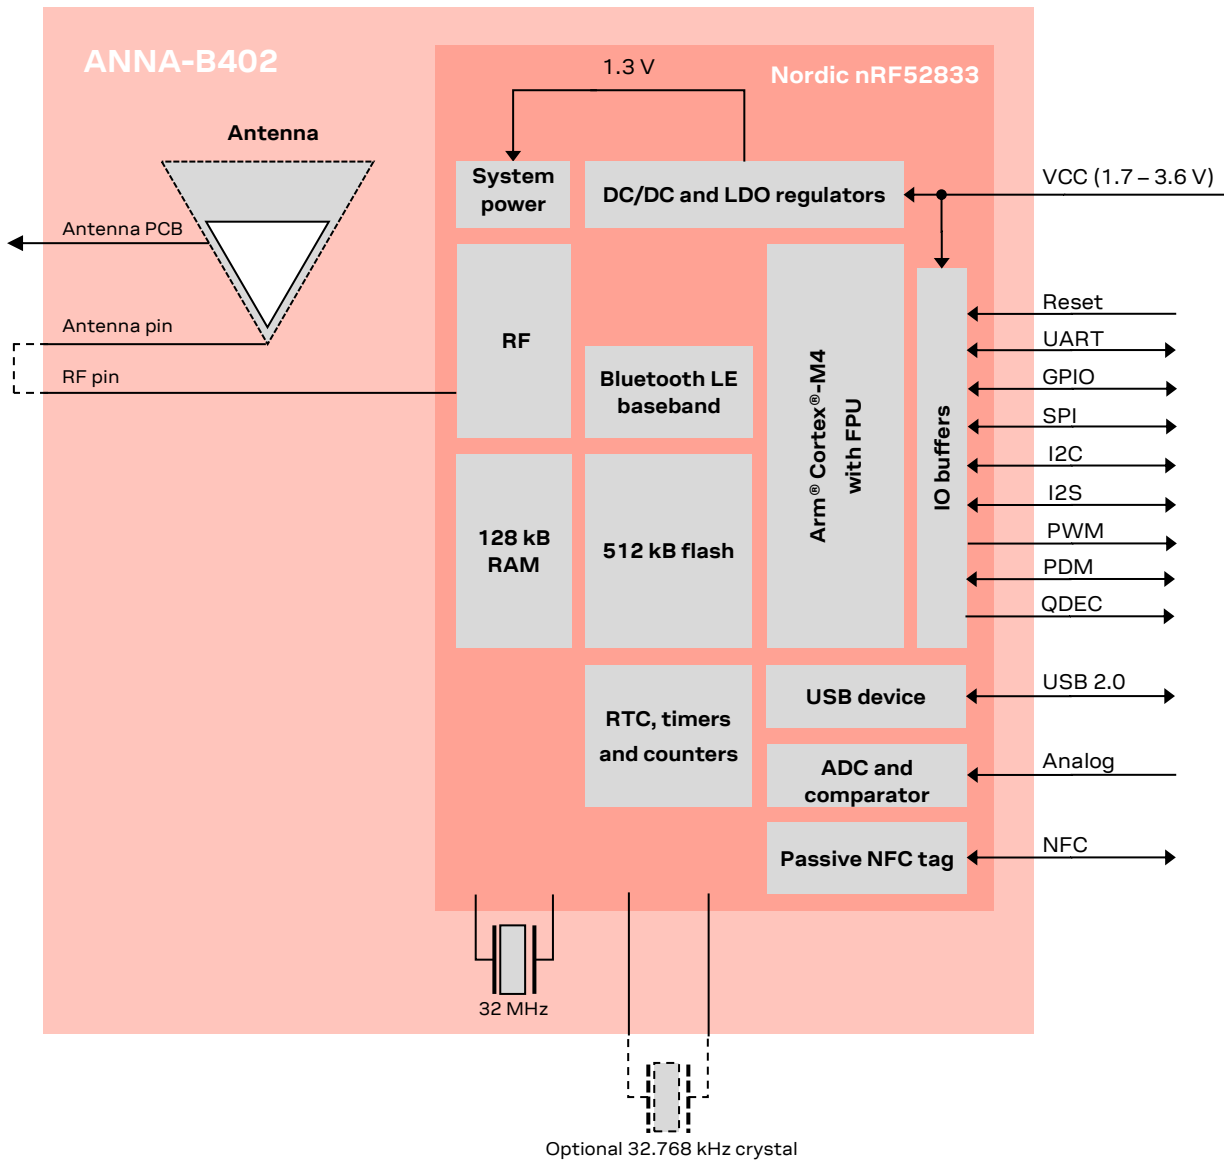 ANNA-B402
1.3 V
Nordic nRF52833
Antenna
System
power
DC/DC and LDO regulators
VCC (1.7 – 3.6 V)
Antenna PCB
Antenna pin
RF pin
RF
Bluetooth LE
baseband
Arm® Cortex®-M4
with FPU
IO buffers
Reset
UART
GPIO
SPI
I2C
I2S
PWM
PDM
QDEC
128 kB
RAM
512 kB flash
RTC, timers
and counters
USB device
USB 2.0
ADC and
comparator
Analog
Passive NFC tag
NFC
32 MHz
Optional 32.768 kHz crystal